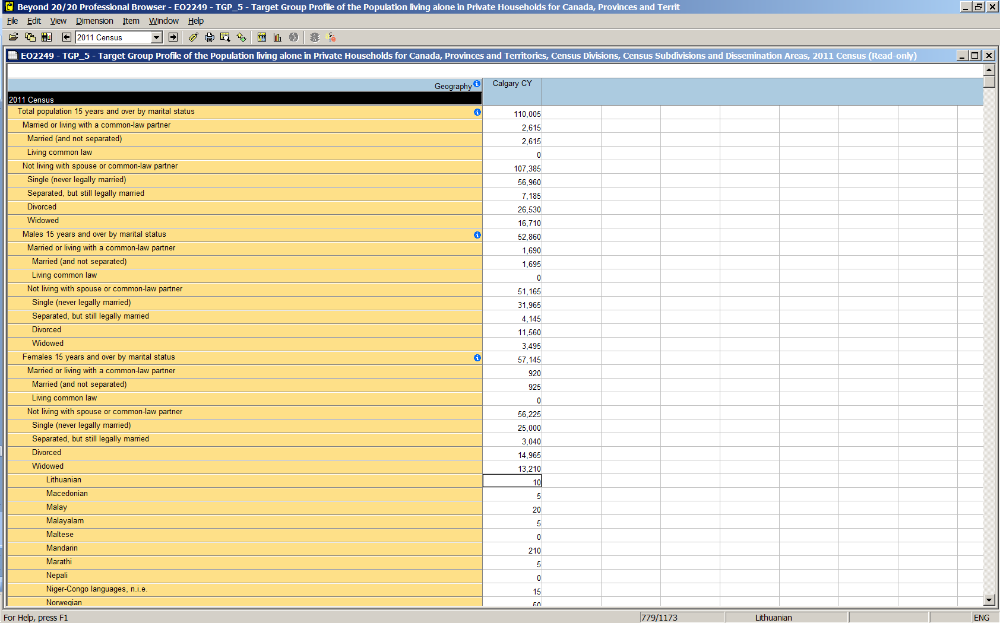 Beyond 20/20 Professional Browser - EO2249 - TGP_5 - Target Group Profile of the Population living alone in Private Households for Canada, Provinces and Territ
File Edit View Dimension Item Window Help
2011 Census
EO2249 - TGP_5 - Target Group Profile of the Population living alone in Private Households for Canada, Provinces and Territories, Census Divisions, Census Subdivisions and Dissemination Areas, 2011 Census (Read-only)
Geography Calgary CY
2011 Census
Total population 15 years and over by marital status 110,005
Married or living with a common-law partner 2,615
Married (and not separated) 2,615
Living common law 0
Not living with spouse or common-law partner 107,385
Single (never legally married) 56,960
Separated, but still legally married 7,185
Divorced 26,530
Widowed 16,710
Males 15 years and over by marital status 52,860
Married or living with a common-law partner 1,690
Married (and not separated) 1,695
Living common law 0
Not living with spouse or common-law partner 51,165
Single (never legally married) 31,965
Separated, but still legally married 4,145
Divorced 11,560
Widowed 3,495
Females 15 years and over by marital status 57,145
Married or living with a common-law partner 920
Married (and not separated) 925
Living common law 0
Not living with spouse or common-law partner 56,225
Single (never legally married) 25,000
Separated, but still legally married 3,040
Divorced 14,965
Widowed 13,210
Lithuanian 10
Macedonian 5
Malay 20
Malayalam 5
Maltese 0
Mandarin 210
Marathi 5
Nepali 0
Niger-Congo languages, n.i.e. 15
Norwegian 50
For Help, press F1 779/1173 Lithuanian ENG